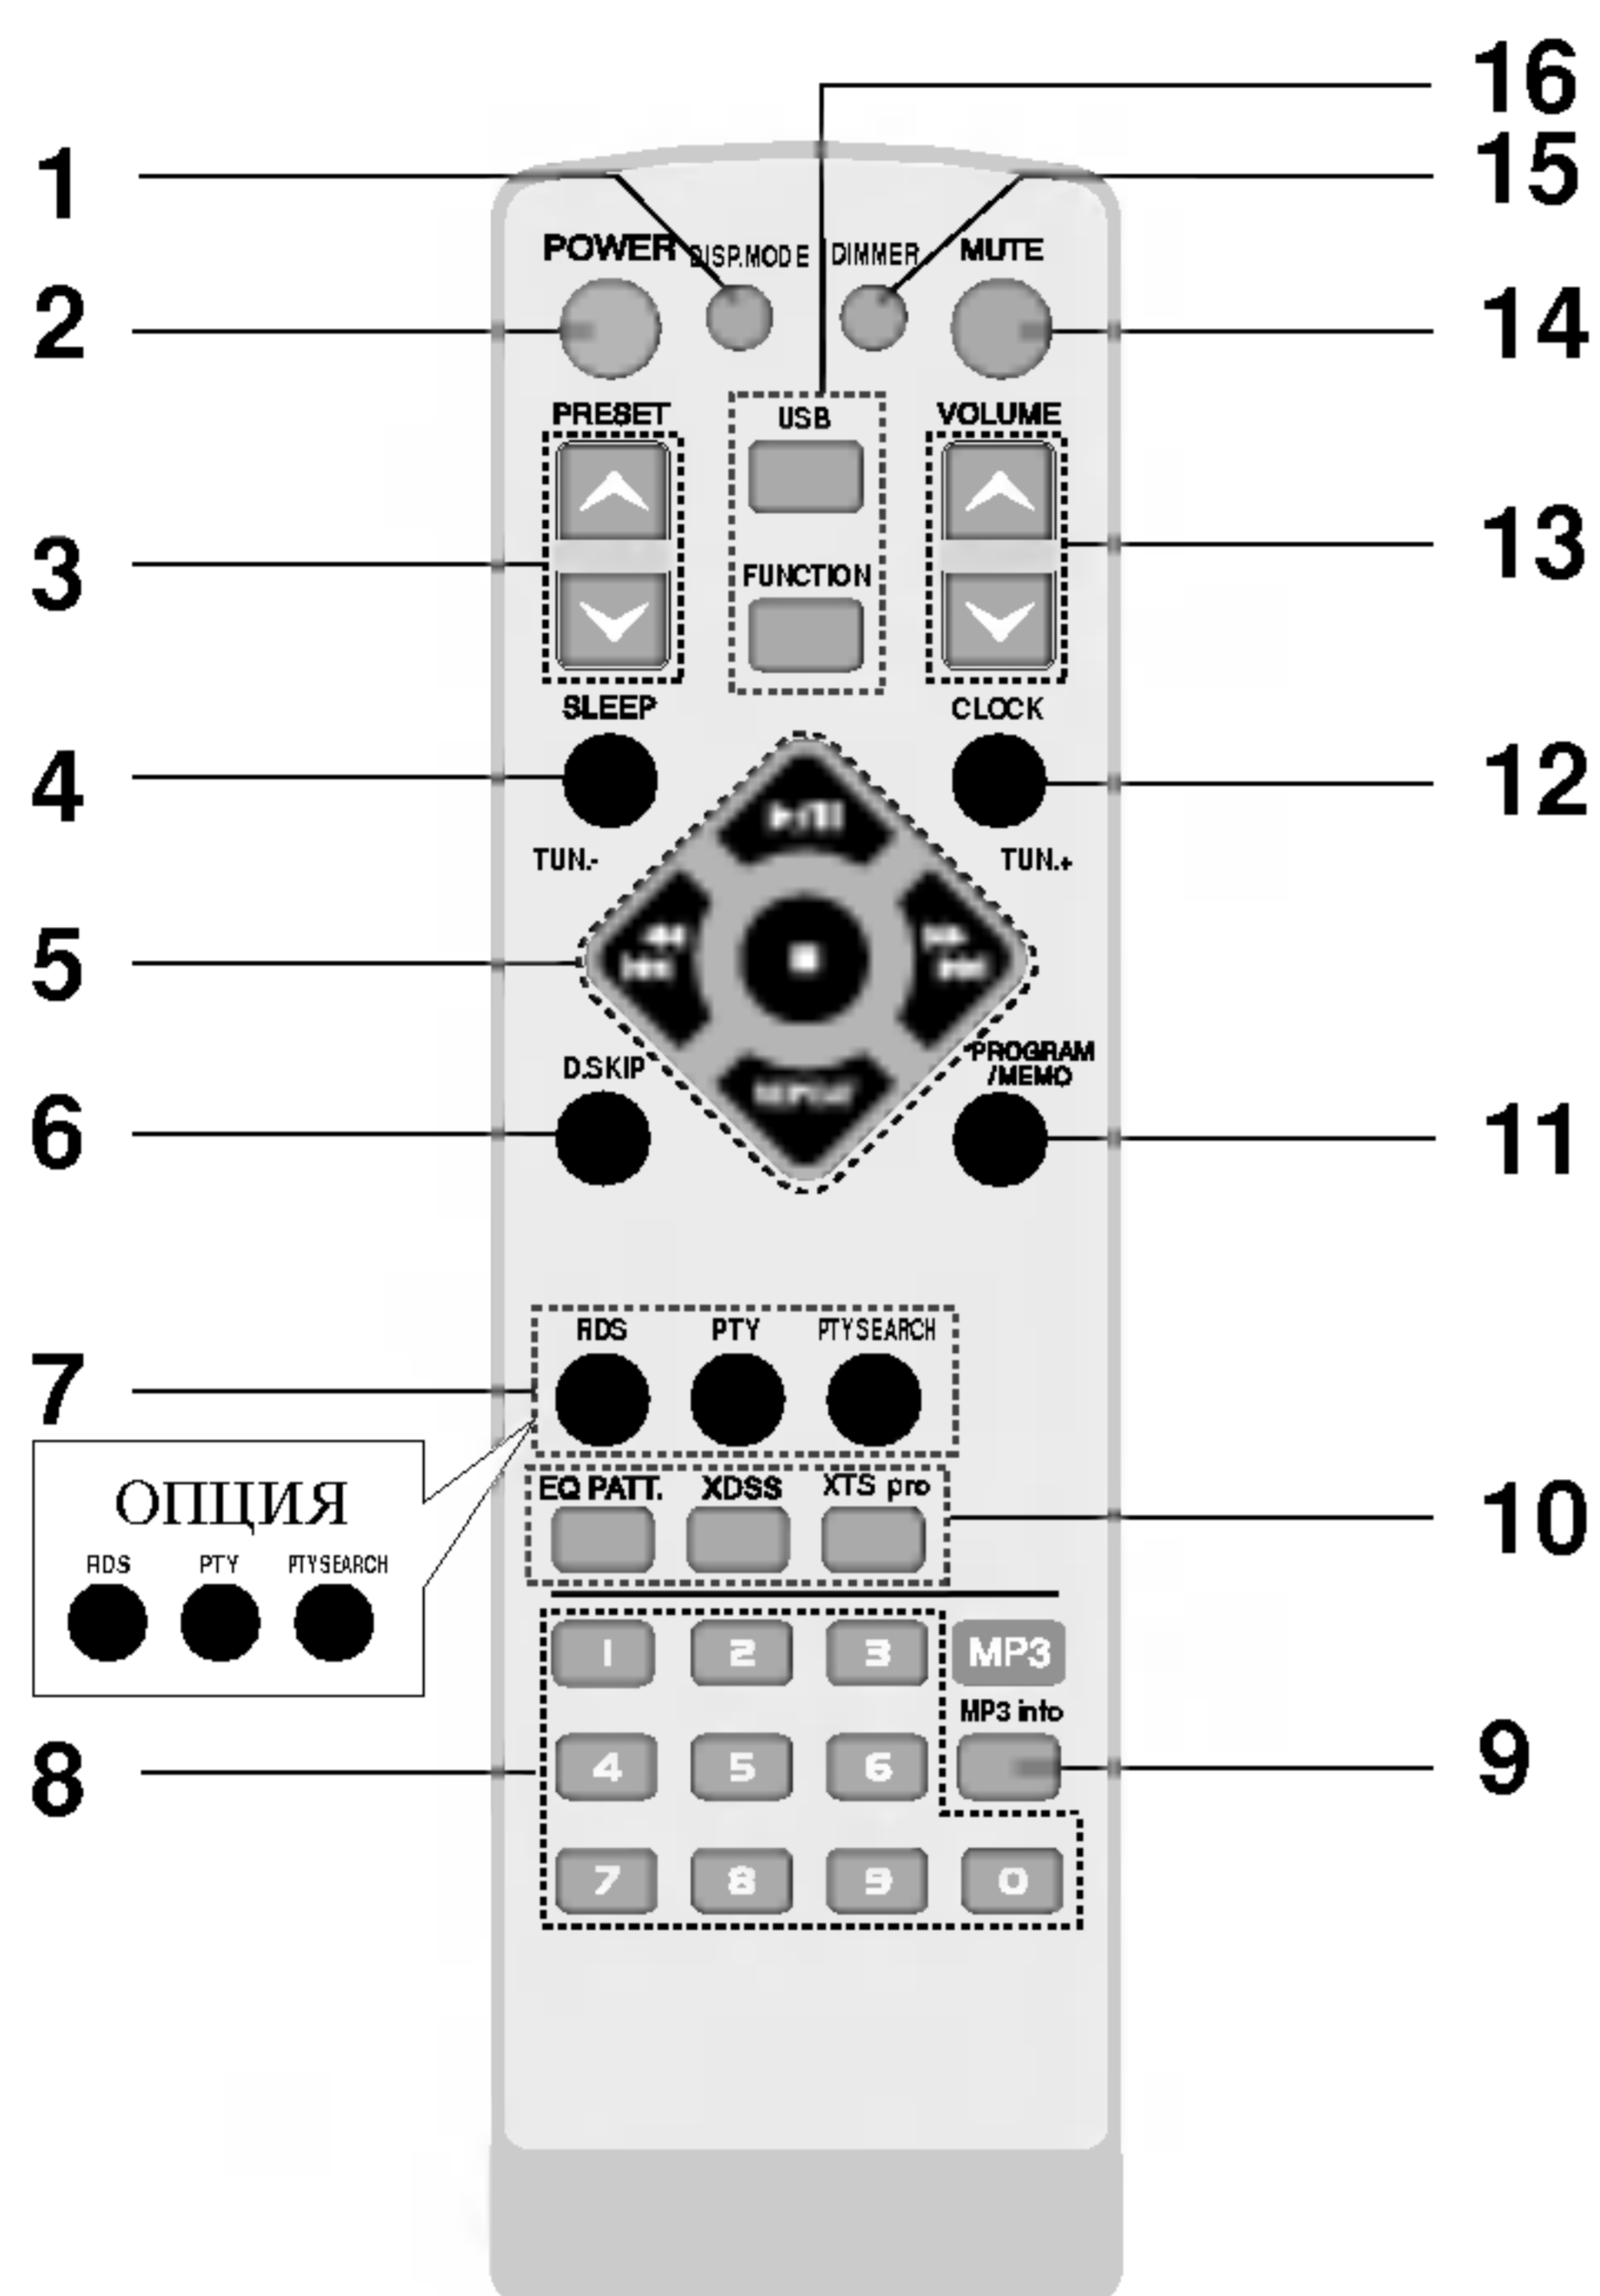 16
1
15
POWER DISP.MODE DIMMER MUTE
2
14
PRESET USB VOLUME
3
13
FUNCTION
SLEEP CLOCK
4
12
TUN.- TUN.+
5
D.SKIP PROGRAM
/MEMO
6
11
RDS PTY PTY SEARCH
7
ОПЦИЯ
RDS PTY PTY SEARCH
EQ PATT. XDSS XTS pro
10
1 2 3 MP3
MP3 into
8
4 5 6
9
7 8 9 0